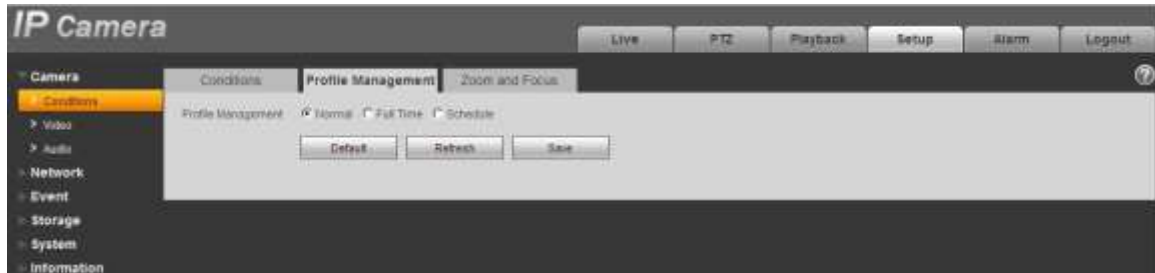 IP Camera
Live PTZ Playback Setup Alarm Logout
Camera Conditions Profile Management Zoom and Focus ?
Conditions
Profile Management Normal Full Time Schedule
Video
Default Refresh Save
Audio
Network
Event
Storage
System
Information